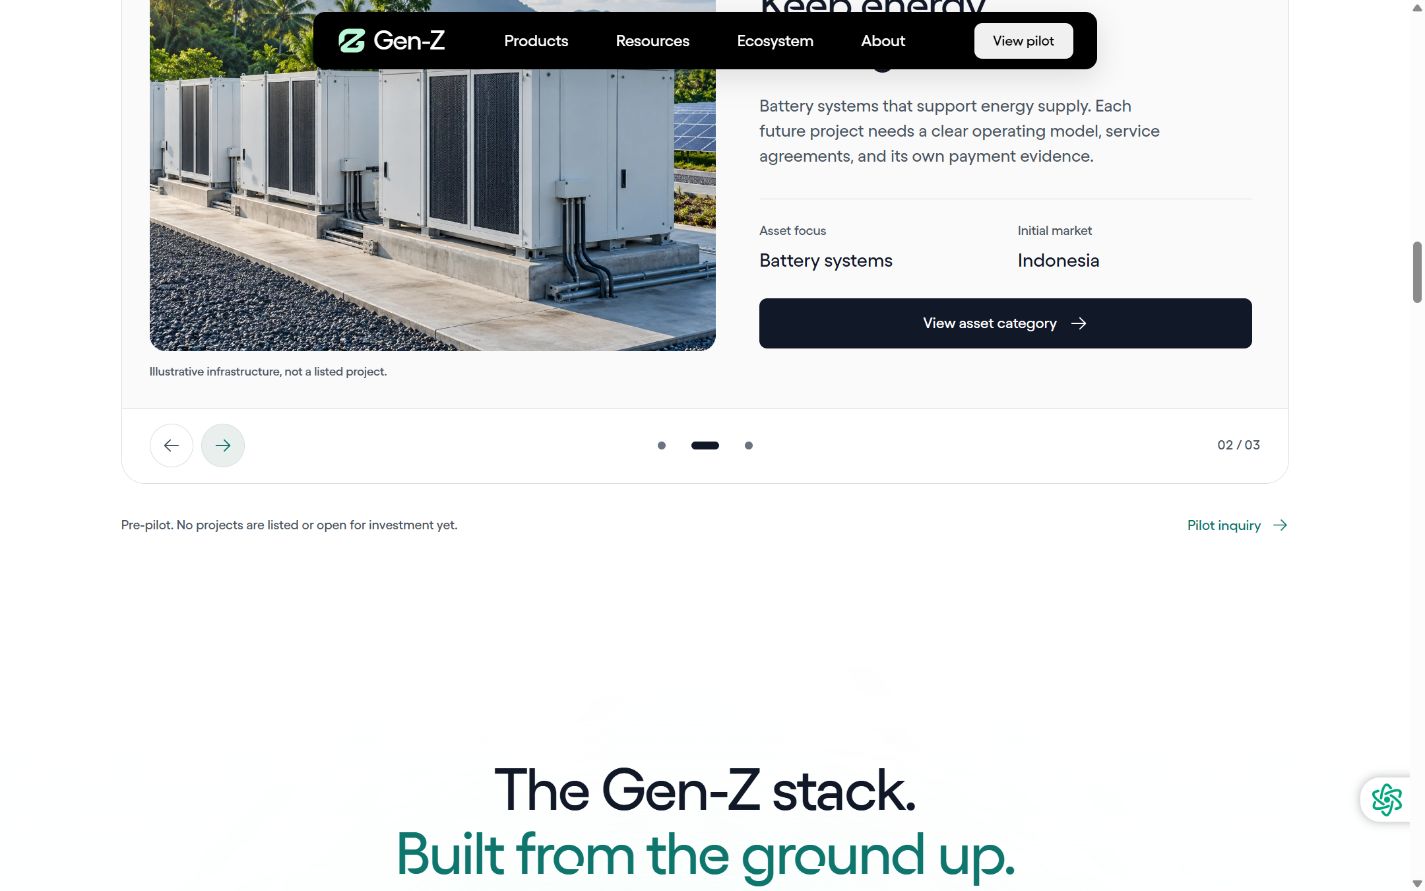 Keep energy
Gen-Z
Products
Resources
Ecosystem
About
View pilot
Battery systems that support energy supply. Each
future project needs a clear operating model, service
agreements, and its own payment evidence.
Asset focus
Initial market
Battery systems
Indonesia
View asset category
Illustrative infrastructure, not a listed project.
02 / 03
Pre-pilot. No projects are listed or open for investment yet.
Pilot inquiry
The Gen-Z stack.
Built from the ground up.